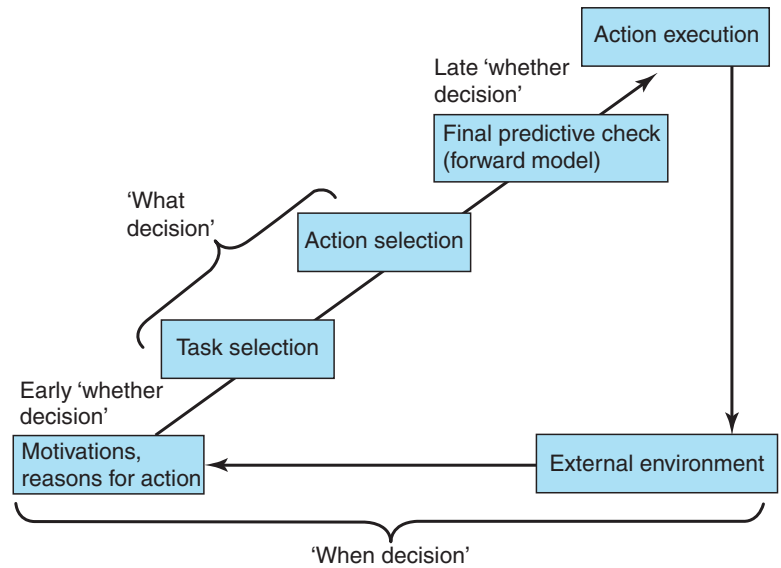 Action execution
Late ‘whether
decision’
Final predictive check
(forward model)
‘What
decision’
Action selection
Task selection
Early ‘whether
decision’
Motivations,
reasons for action
External environment
‘When decision’